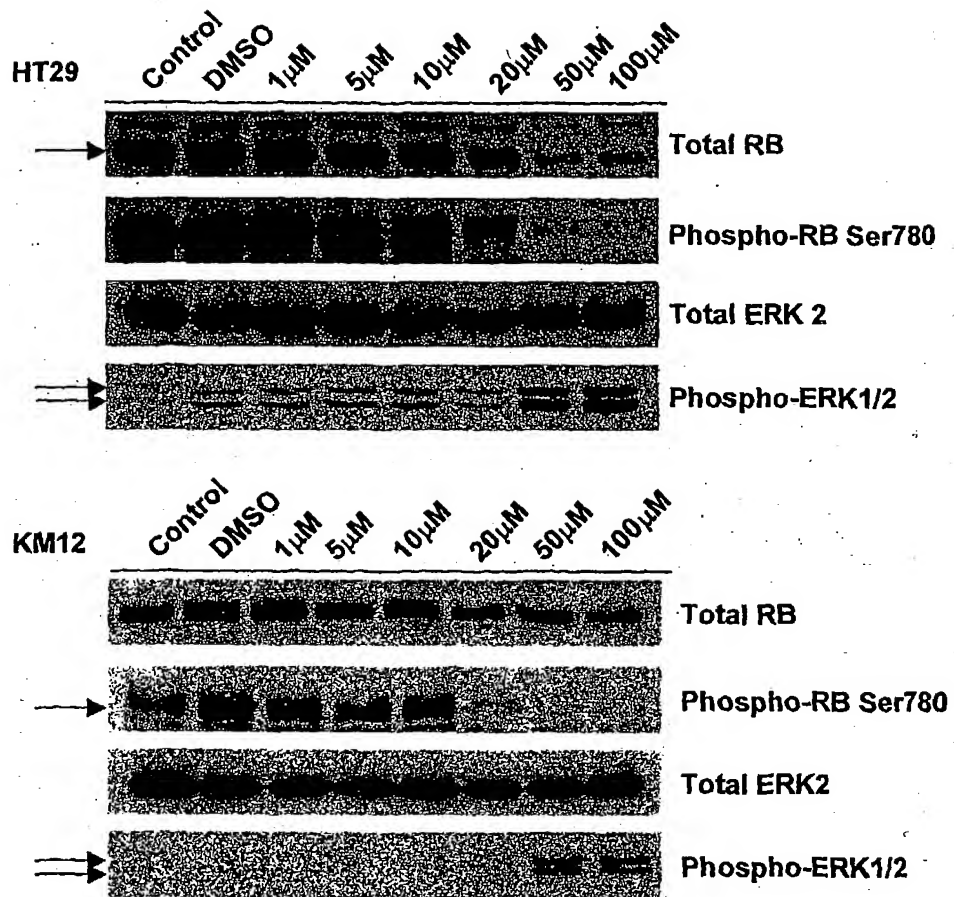 HT29
Control DMSO 1µM 5µM 10µM 20µM 50µM 100µM
Total RB
Phospho-RB Ser780
Total ERK 2
Phospho-ERK1/2
KM12
Control DMSO 1µM 5µM 10µM 20µM 50µM 100µM
Total RB
Phospho-RB Ser780
Total ERK2
Phospho-ERK1/2